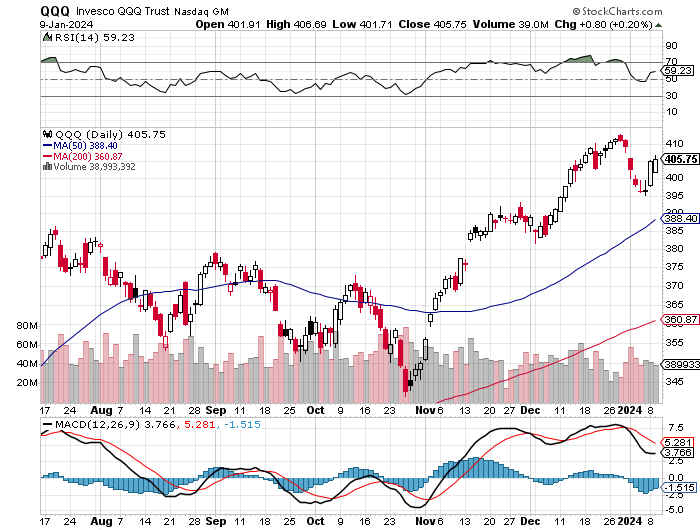 QQQ Invesco QQQ Trust Nasdaq GM © StockCharts.com
9-Jan-2024 Open 401.91 High 406.69 Low 401.71 Close 405.75 Volume 39.0M Chg +0.80 (+0.20%)
RSI(14) 59.23
90
70
59.23
50
30
10
QQQ (Daily) 405.75
MA(50) 388.40
MA(200) 360.87
Volume 38,993,392
410
405.75
400
395
390
388.40
385
380
375
370
365
360.87
355
389933
345
80M
60M
40M
20M
17 24 Aug 7 14 21 28 Sep 11 18 25 Oct 9 16 23 Nov 6 13 20 27 Dec 11 18 26 2024 8
MACD(12,26,9) 3.766, 5.281, -1.515
7.5
5.281
3.766
2.5
0.0
-1.515
-5.0
17 24 Aug 7 14 21 28 Sep 11 18 25 Oct 9 16 23 Nov 6 13 20 27 Dec 11 18 26 2024 8